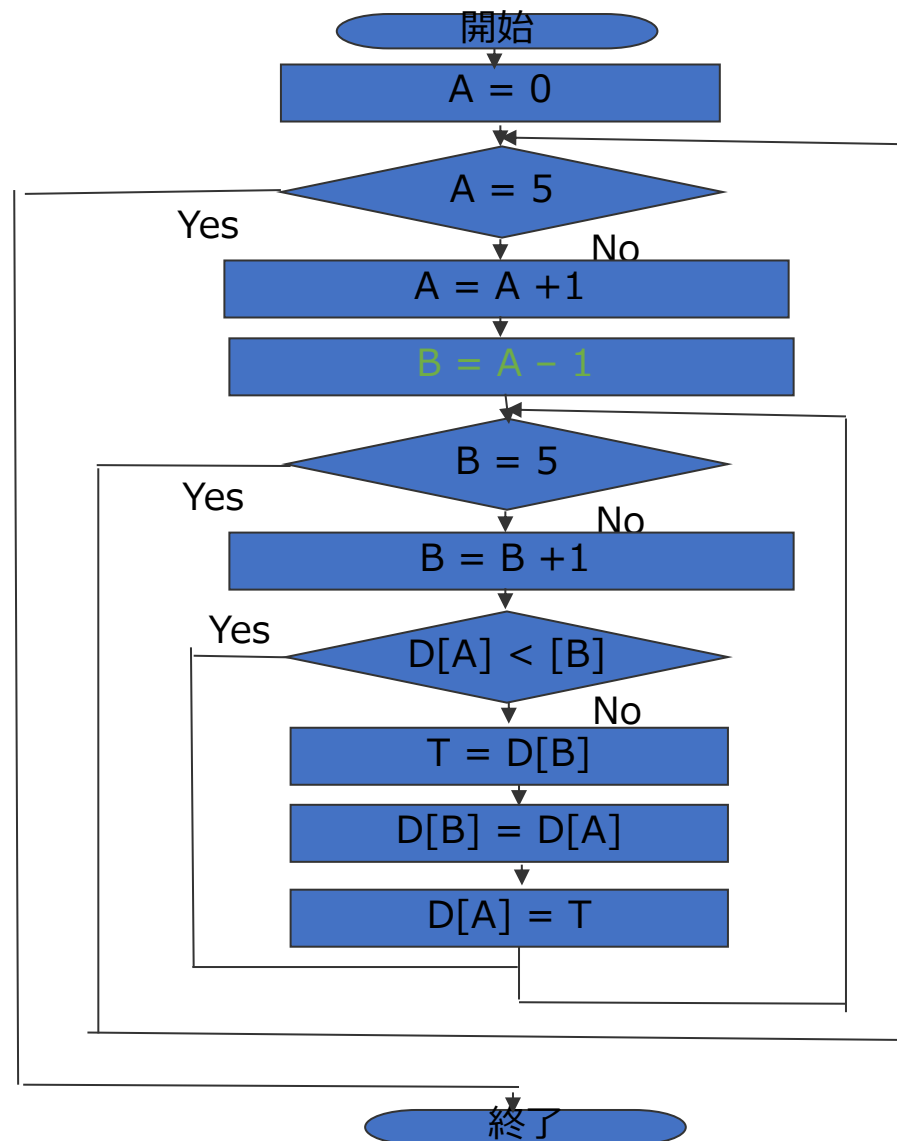 開始
A = 0
A = 5
Yes
No
A = A +1
B = A – 1
B = 5
Yes
No
B = B +1
Yes
D[A] < [B]
No
T = D[B]
D[B] = D[A]
D[A] = T
終了